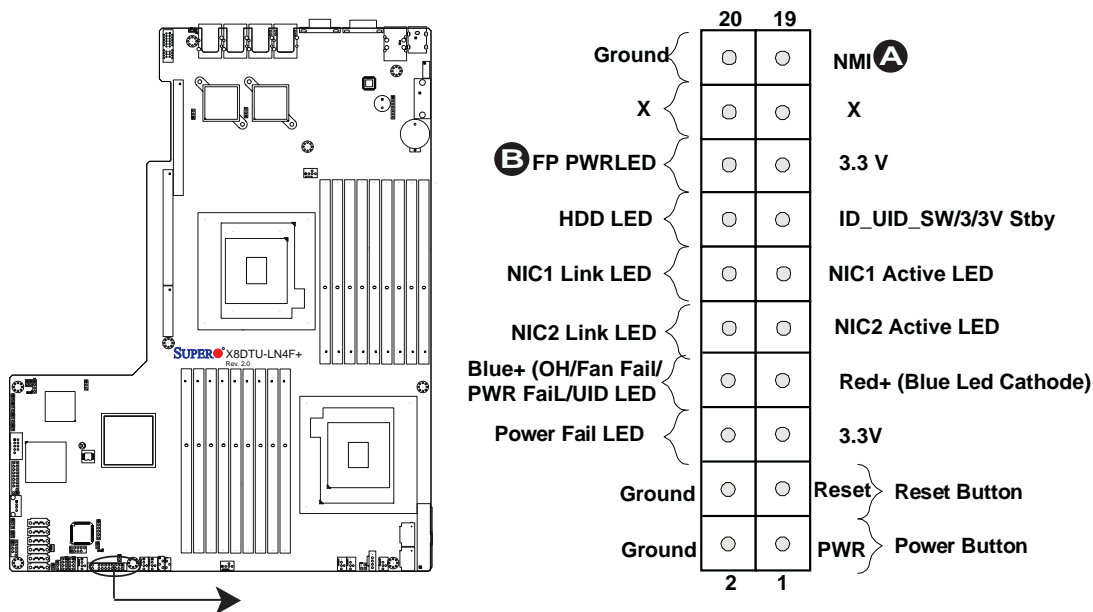 20 19
Ground NMI A
X X
B FP PWRLED 3.3 V
HDD LED ID_UID_SW/3/3V Stby
NIC1 Link LED NIC1 Active LED
NIC2 Link LED NIC2 Active LED
Blue+ (OH/Fan Fail/
PWR FaiL/UID LED Red+ (Blue Led Cathode)
Power Fail LED 3.3V
Ground Reset Reset Button
Ground PWR Power Button
2 1
SUPER X8DTU-LN4F+
Rev. 2.0